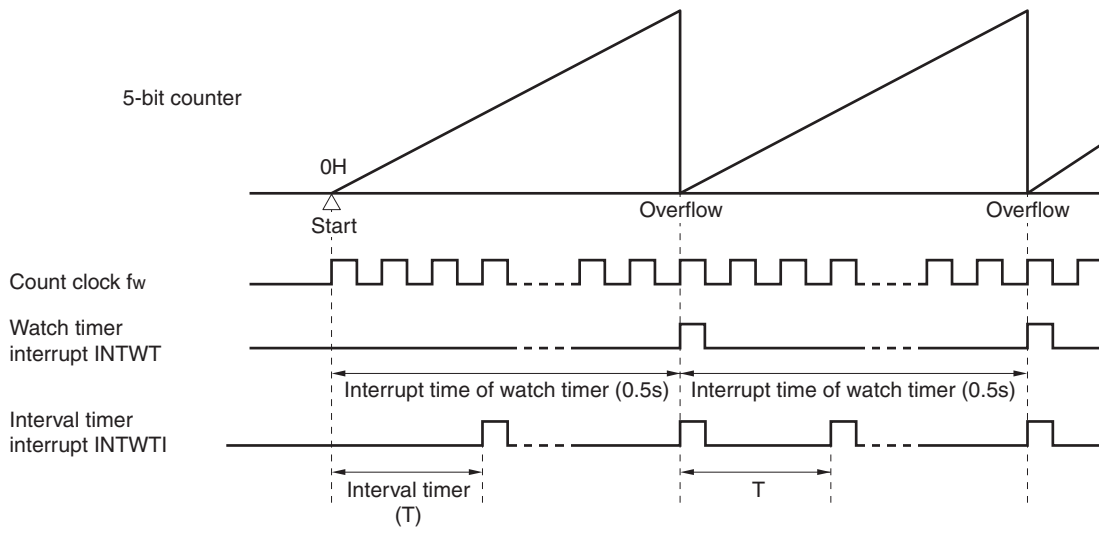 5-bit counter
0H
Start
Overflow
Overflow
Count clock fw
Watch timer
interrupt INTWT
Interrupt time of watch timer (0.5s)
Interrupt time of watch timer (0.5s)
Interval timer
interrupt INTWTI
Interval timer
(T)
T